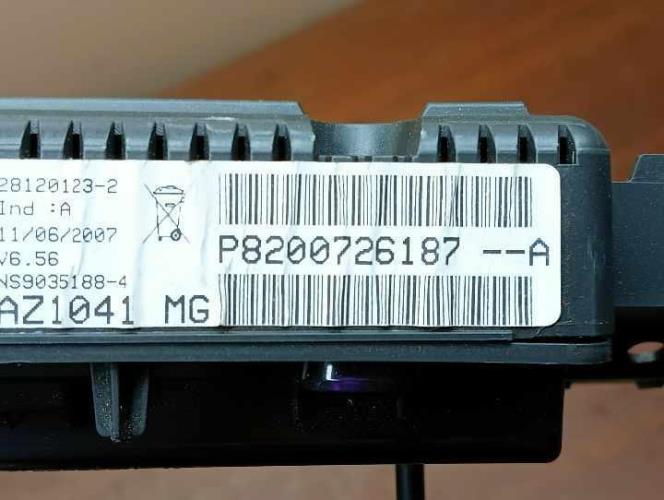 28120123-2
Ind :A
11/06/2007
V6.56
NS9035188-4
AZ1041 MG
P8200726187 --A